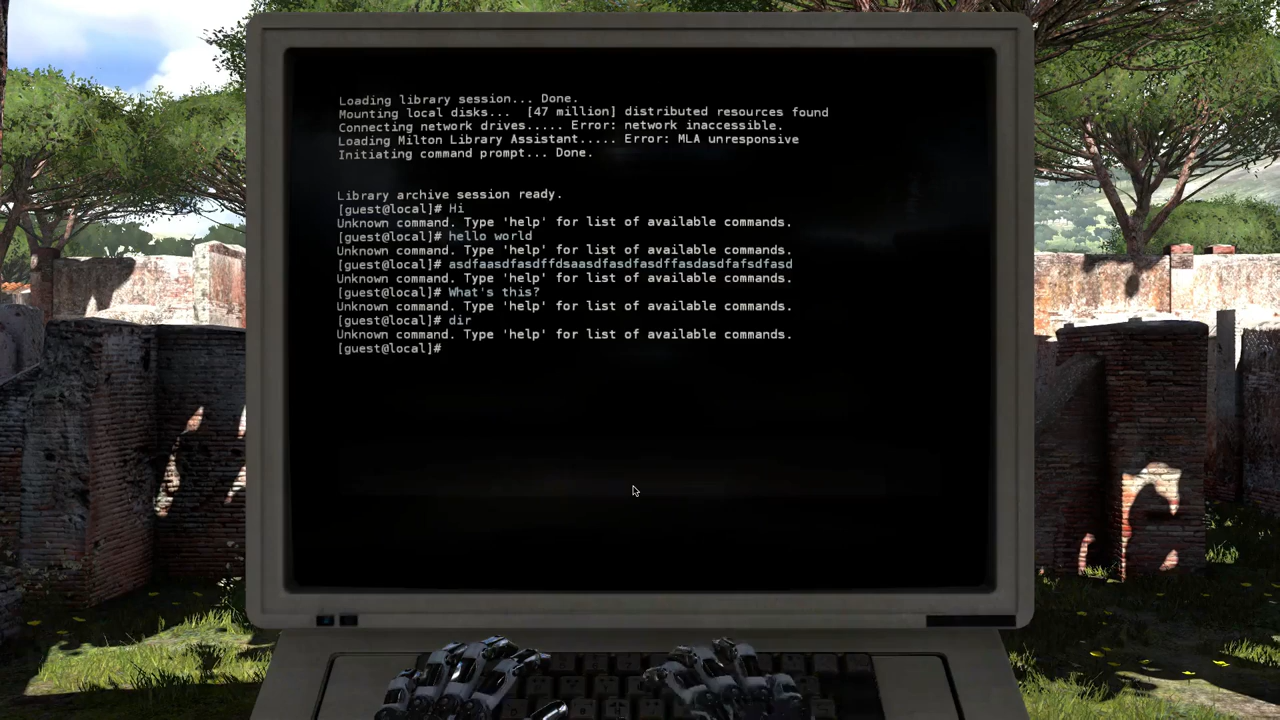 Loading library session... Done.
Mounting local disks...  [47 million] distributed resources found
Connecting network drives..... Error: network inaccessible.
Loading Milton Library Assistant..... Error: MLA unresponsive
Initiating command prompt... Done.
Library archive session ready.
[guest@local]# Hi
Unknown command. Type 'help' for list of available commands.
[guest@local]# hello world
Unknown command. Type 'help' for list of available commands.
[guest@local]# asdfaasdfasdffdsaasdfasdfasdffasdasdfafsdfasd
Unknown command. Type 'help' for list of available commands.
[guest@local]# What's this?
Unknown command. Type 'help' for list of available commands.
[guest@local]# dir
Unknown command. Type 'help' for list of available commands.
[guest@local]#